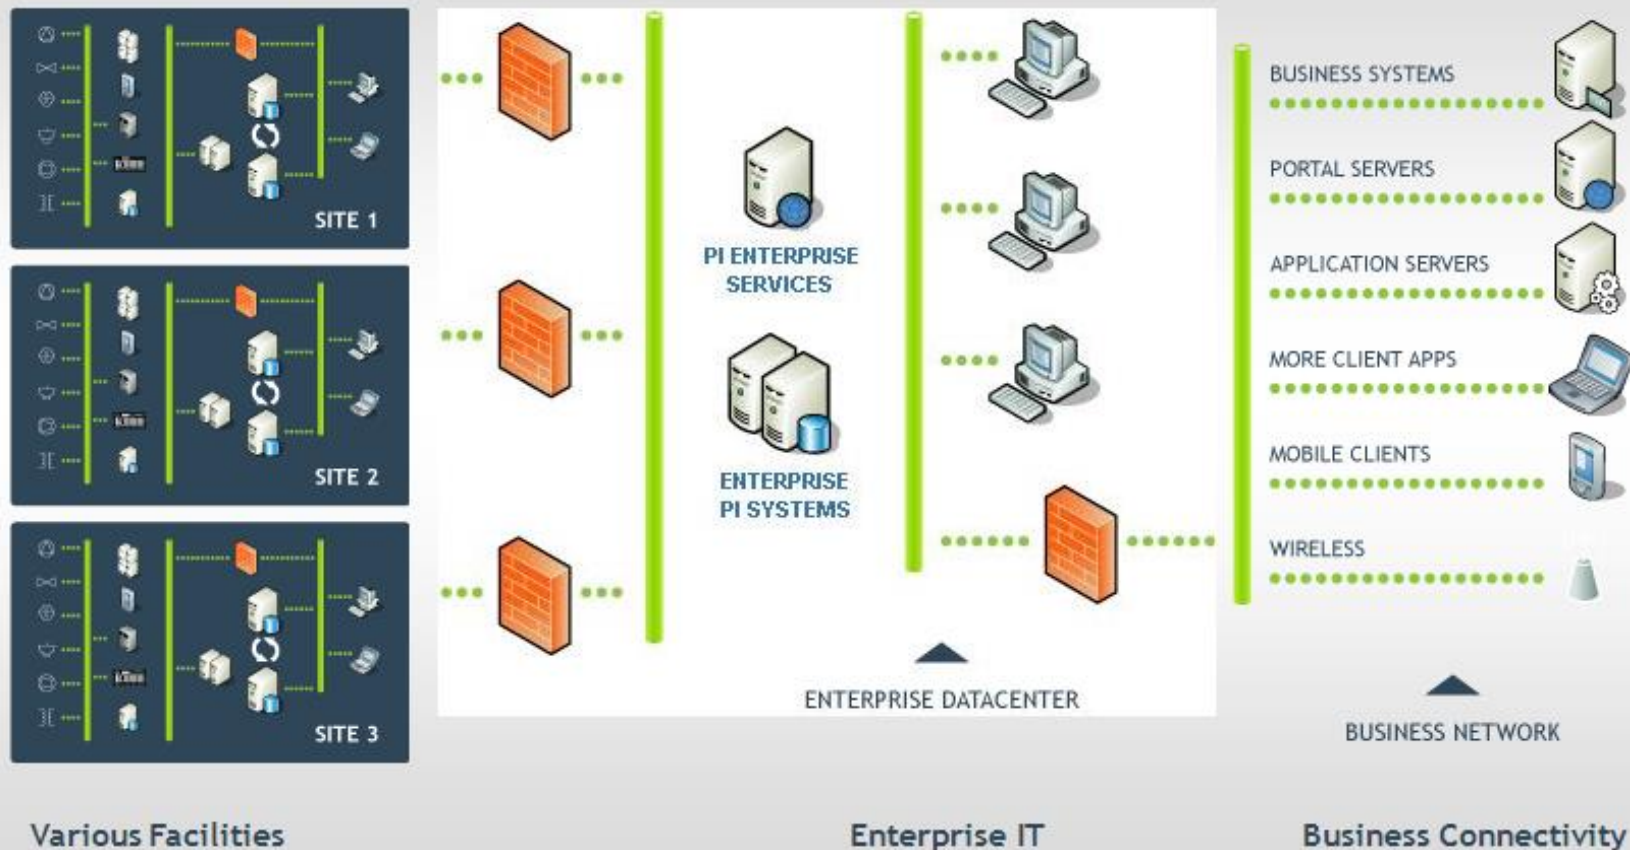 SITE 1
SITE 2
SITE 3
PI ENTERPRISE
SERVICES
ENTERPRISE
PI SYSTEMS
ENTERPRISE DATACENTER
BUSINESS SYSTEMS
PORTAL SERVERS
APPLICATION SERVERS
MORE CLIENT APPS
MOBILE CLIENTS
WIRELESS
BUSINESS NETWORK
Various Facilities
Enterprise IT
Business Connectivity